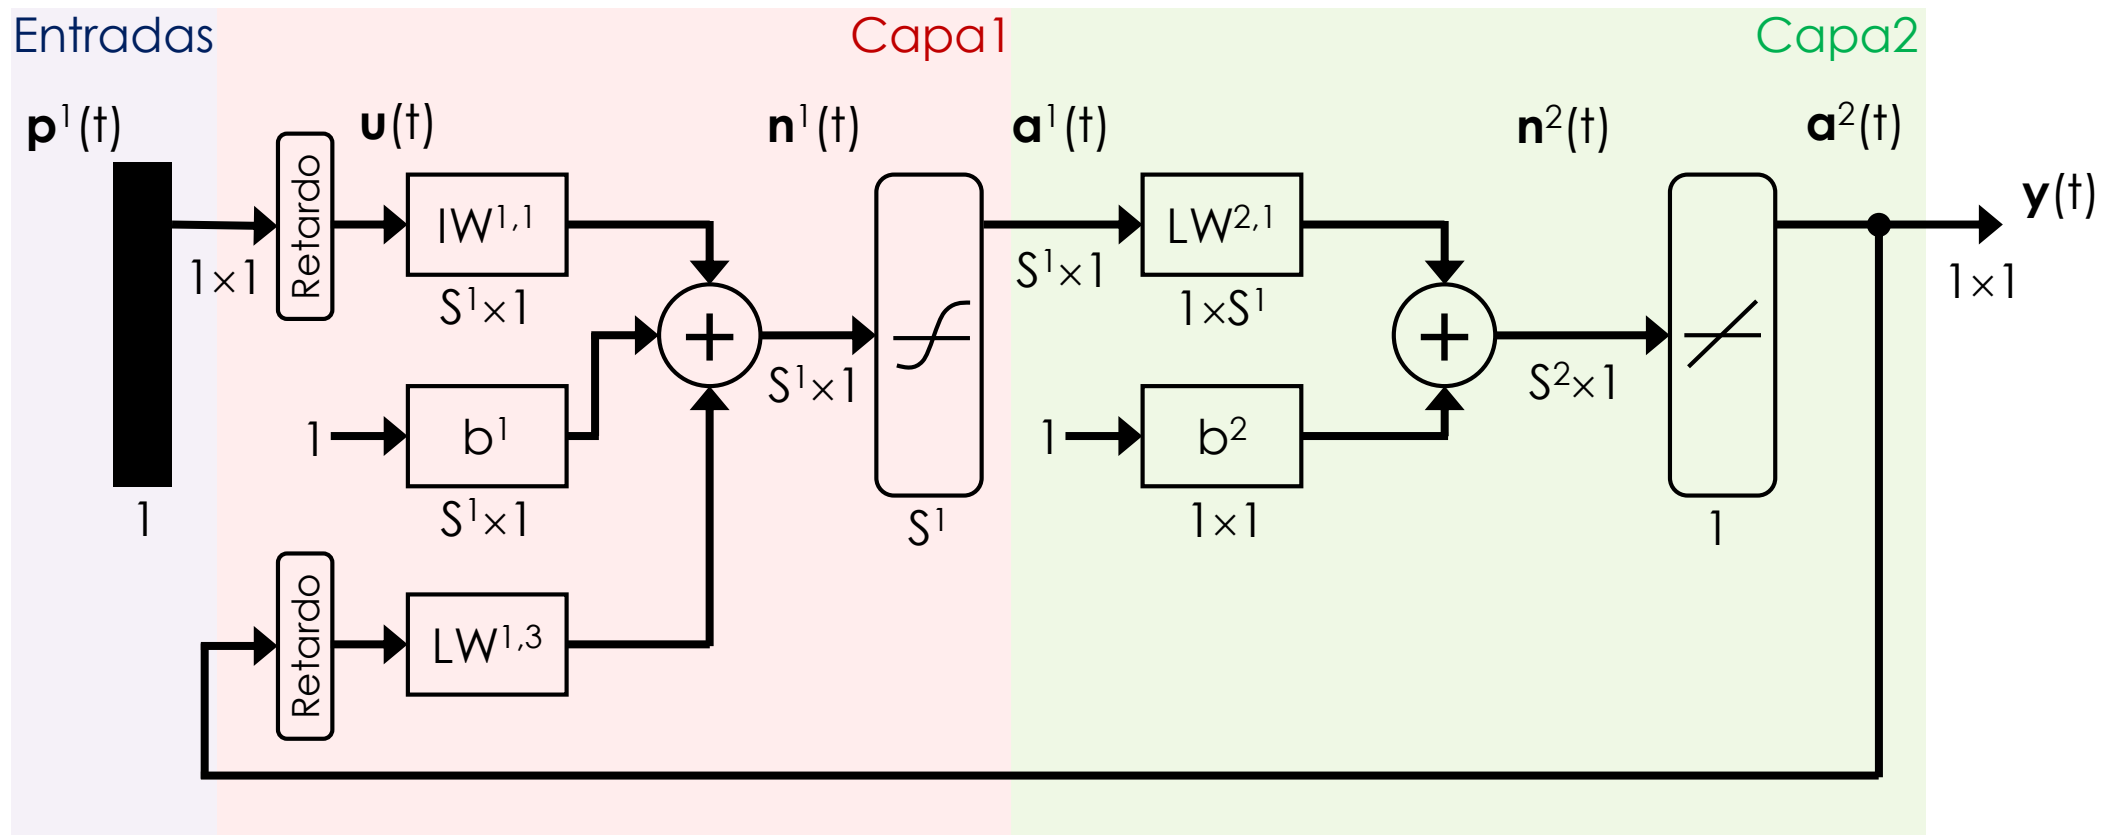 Entradas
Capa1
Capa2
p¹(t)
u(t)
n¹(t)
a¹(t)
n²(t)
a²(t)
y(t)
Retardo
IW¹,¹
LW²,¹
1×1
S¹×1
S¹×1
1×S¹
1×1
+
+
S¹×1
S²×1
1
b¹
1
b²
1
S¹×1
S¹
1×1
1
Retardo
LW¹,³